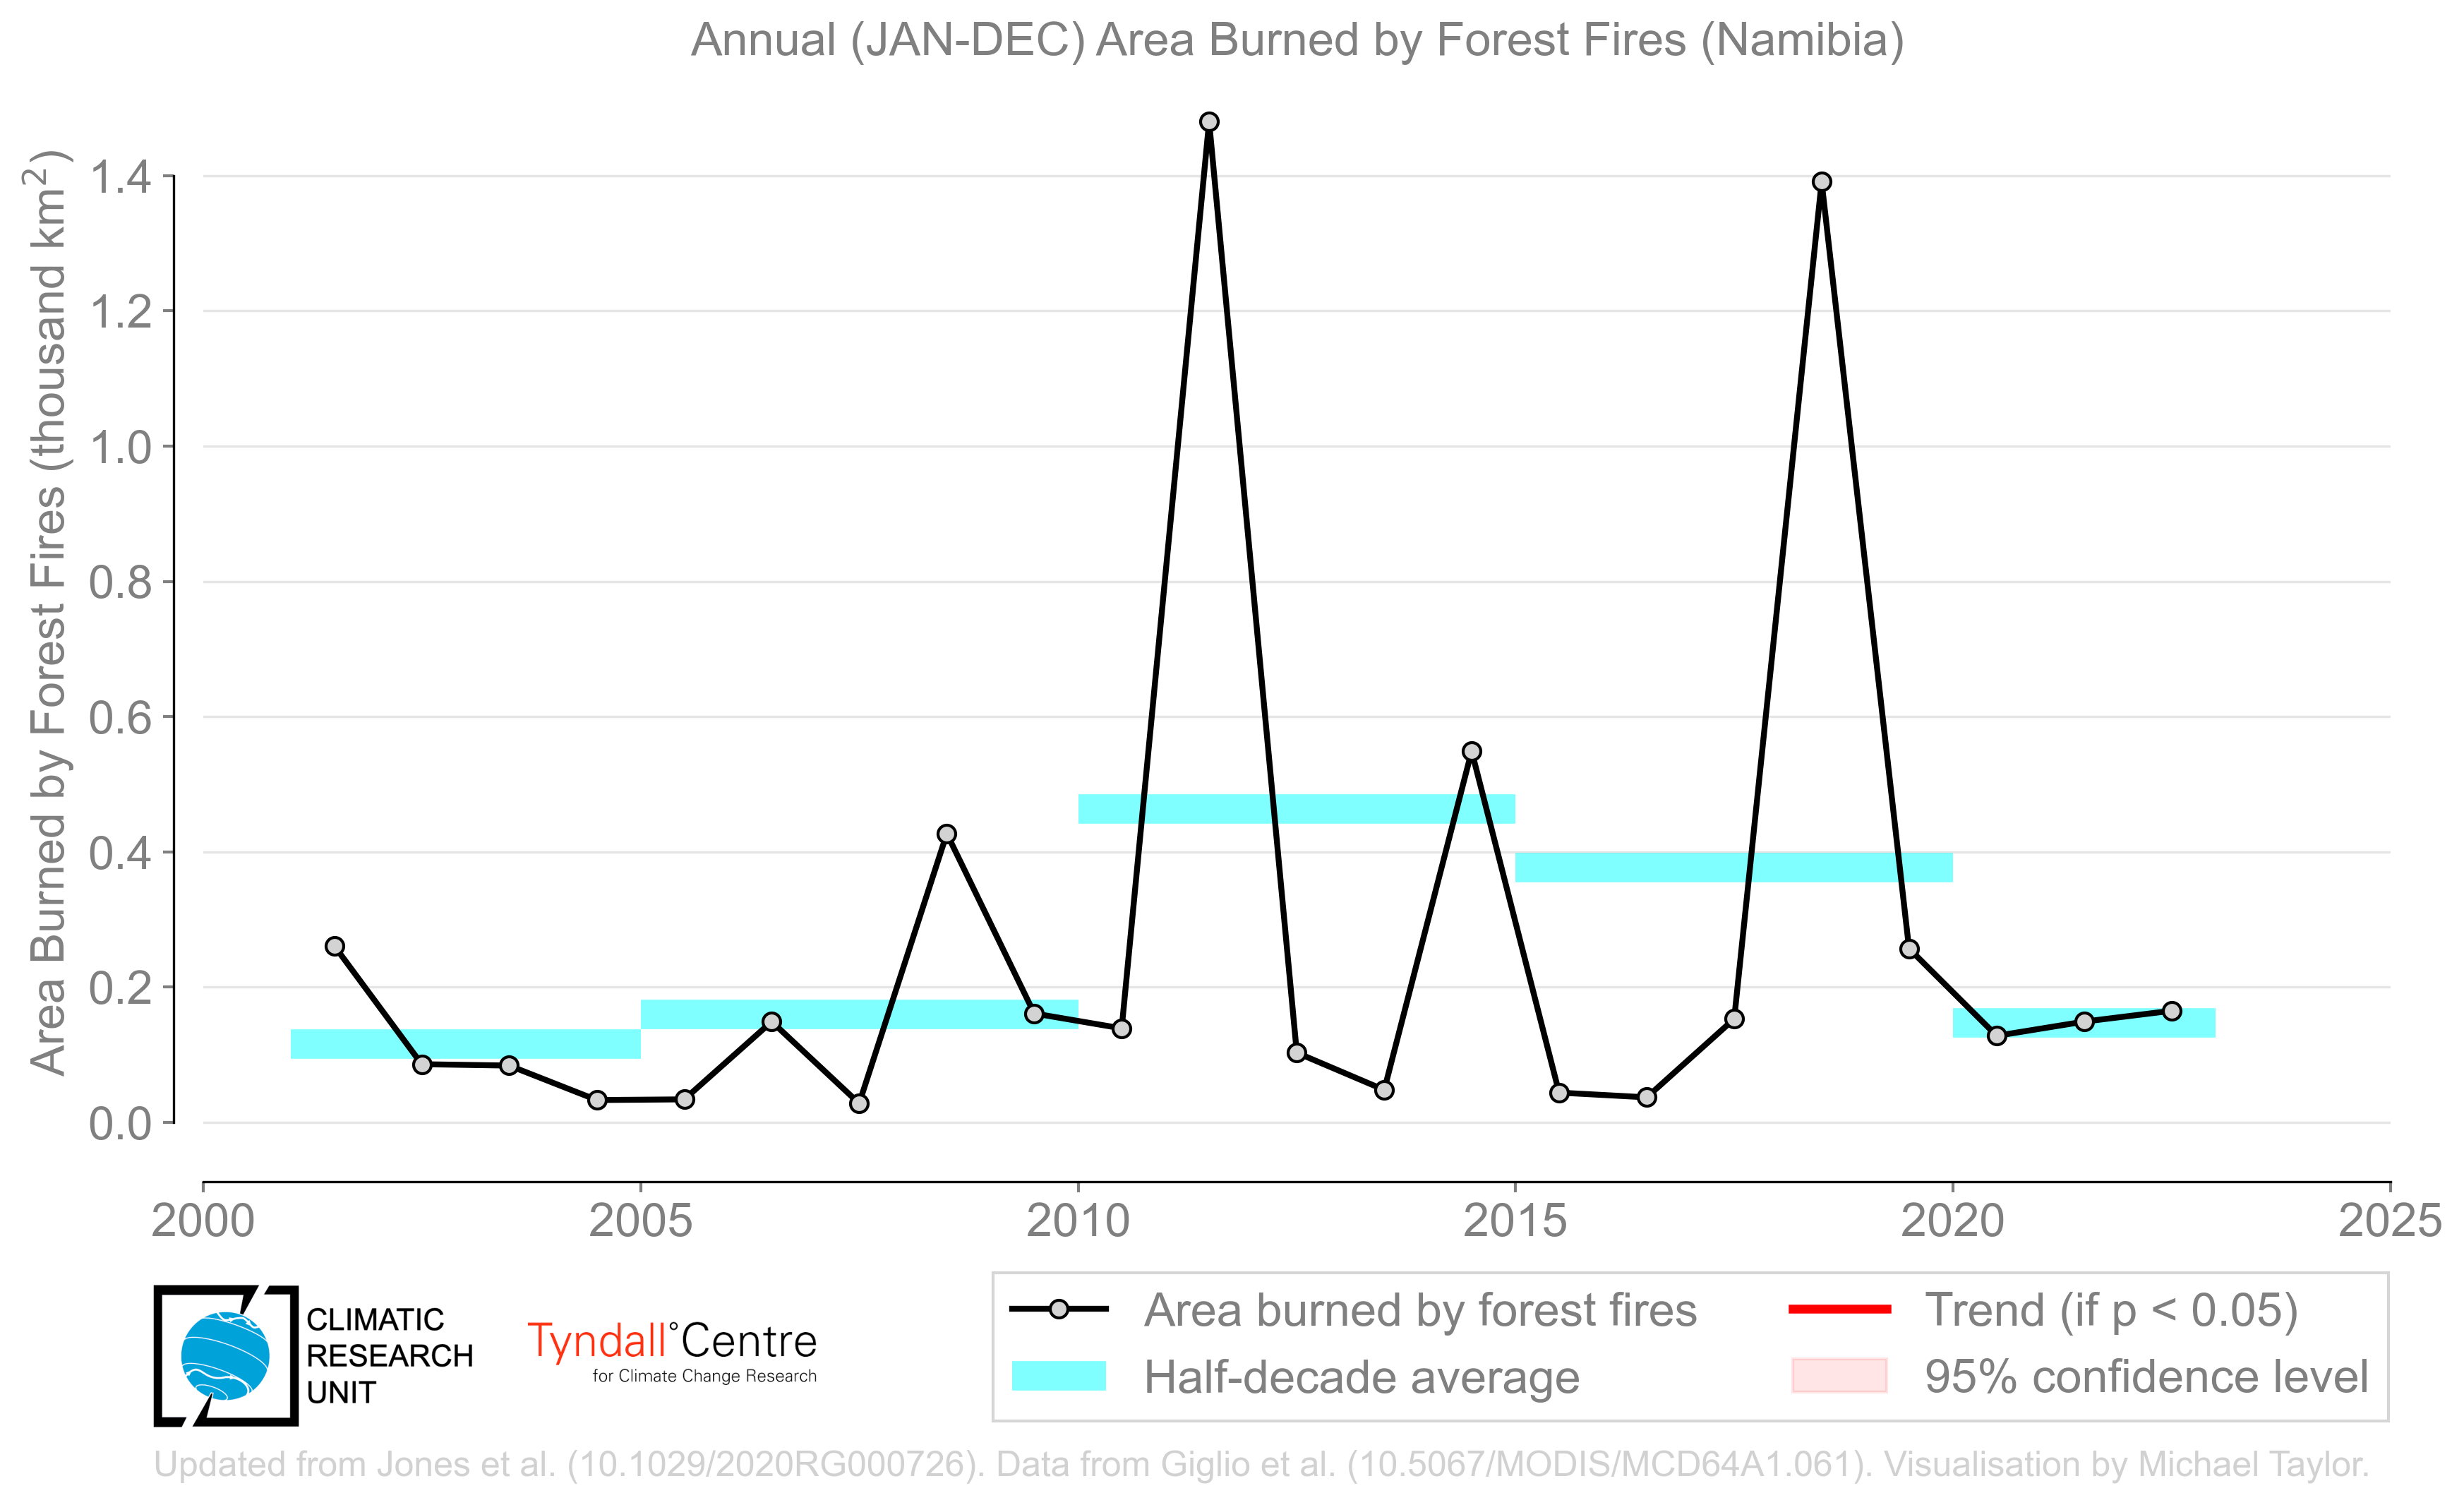 Annual (JAN-DEC) Area Burned by Forest Fires (Namibia)
Area Burned by Forest Fires (thousand km²)
1.4
1.2
1.0
0.8
0.6
0.4
0.2
0.0
2000 2005 2010 2015 2020 2025
CLIMATIC
RESEARCH
UNIT
Tyndall°Centre
for Climate Change Research
Area burned by forest fires
Half-decade average
Trend (if p < 0.05)
95% confidence level
Updated from Jones et al. (10.1029/2020RG000726). Data from Giglio et al. (10.5067/MODIS/MCD64A1.061). Visualisation by Michael Taylor.